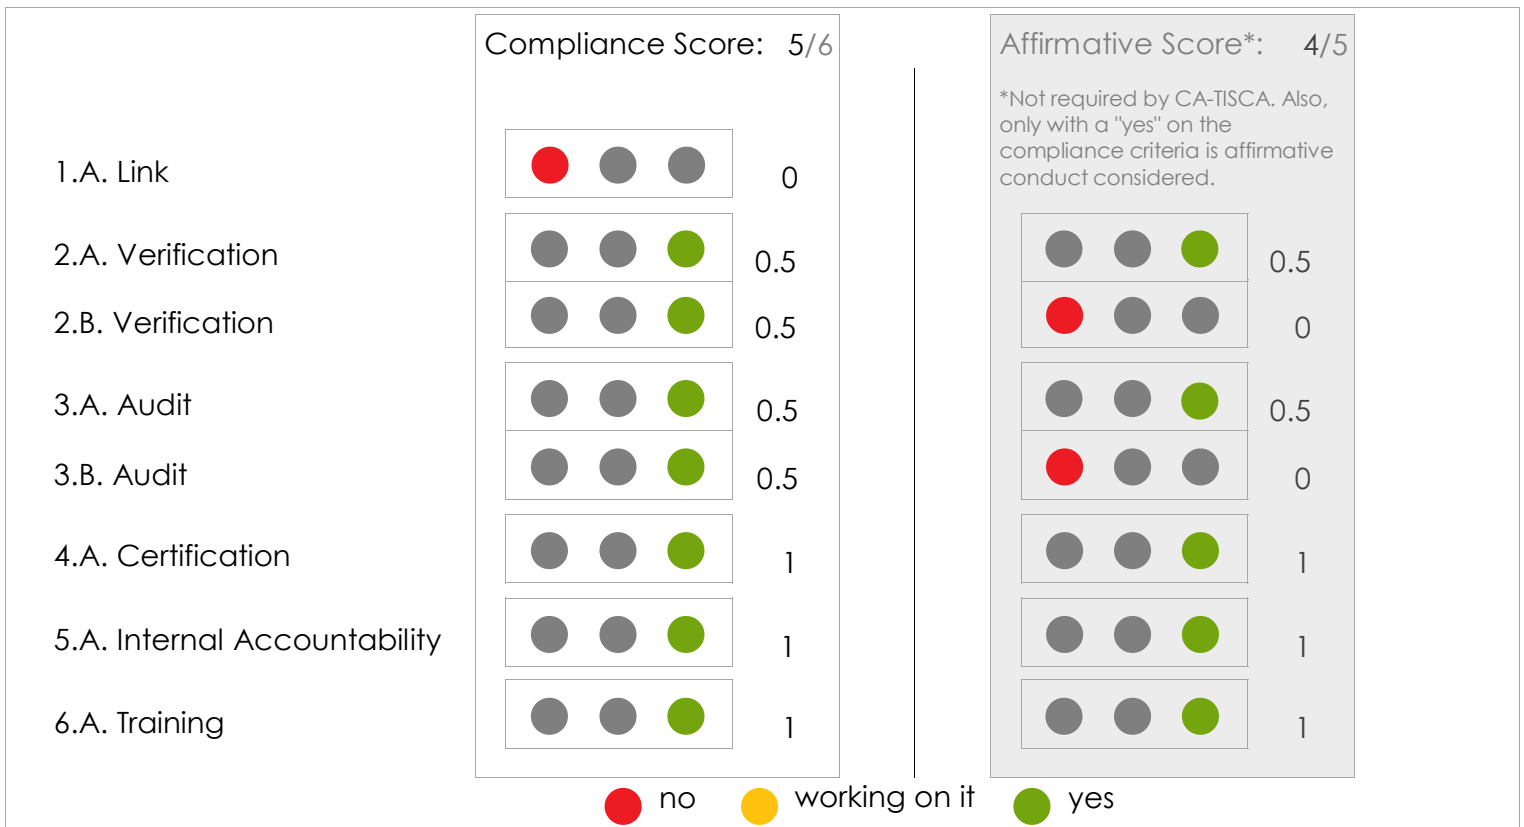 Compliance Score: 5/6
Affirmative Score*: 4/5
*Not required by CA-TISCA. Also,
only with a "yes" on the
compliance criteria is affirmative
conduct considered.
1.A. Link 0
2.A. Verification 0.5 0.5
2.B. Verification 0.5 0
3.A. Audit 0.5 0.5
3.B. Audit 0.5 0
4.A. Certification 1 1
5.A. Internal Accountability 1 1
6.A. Training 1 1
no working on it yes